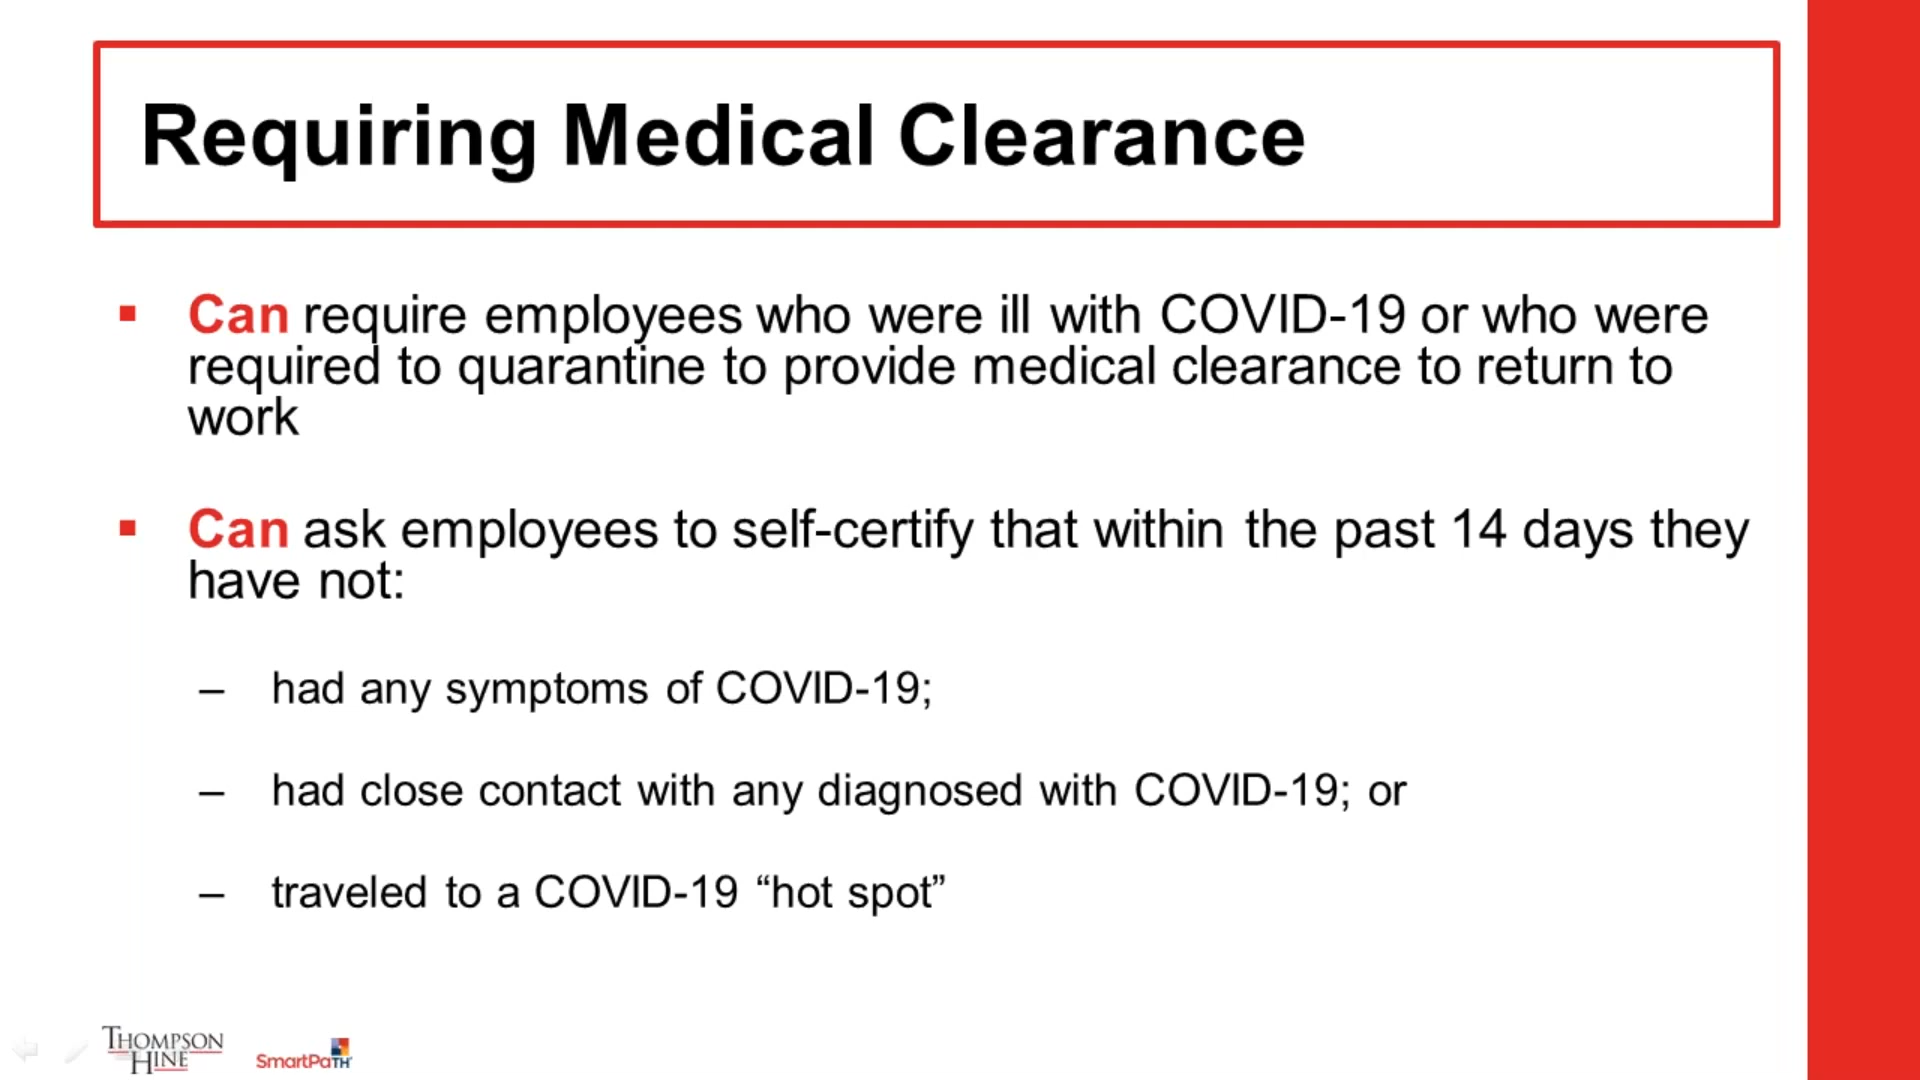 Requiring Medical Clearance
▪ Can require employees who were ill with COVID-19 or who were
required to quarantine to provide medical clearance to return to
work
▪ Can ask employees to self-certify that within the past 14 days they
have not:
– had any symptoms of COVID-19;
– had close contact with any diagnosed with COVID-19; or
– traveled to a COVID-19 “hot spot”
THOMPSON
HINE
SmartPaTH